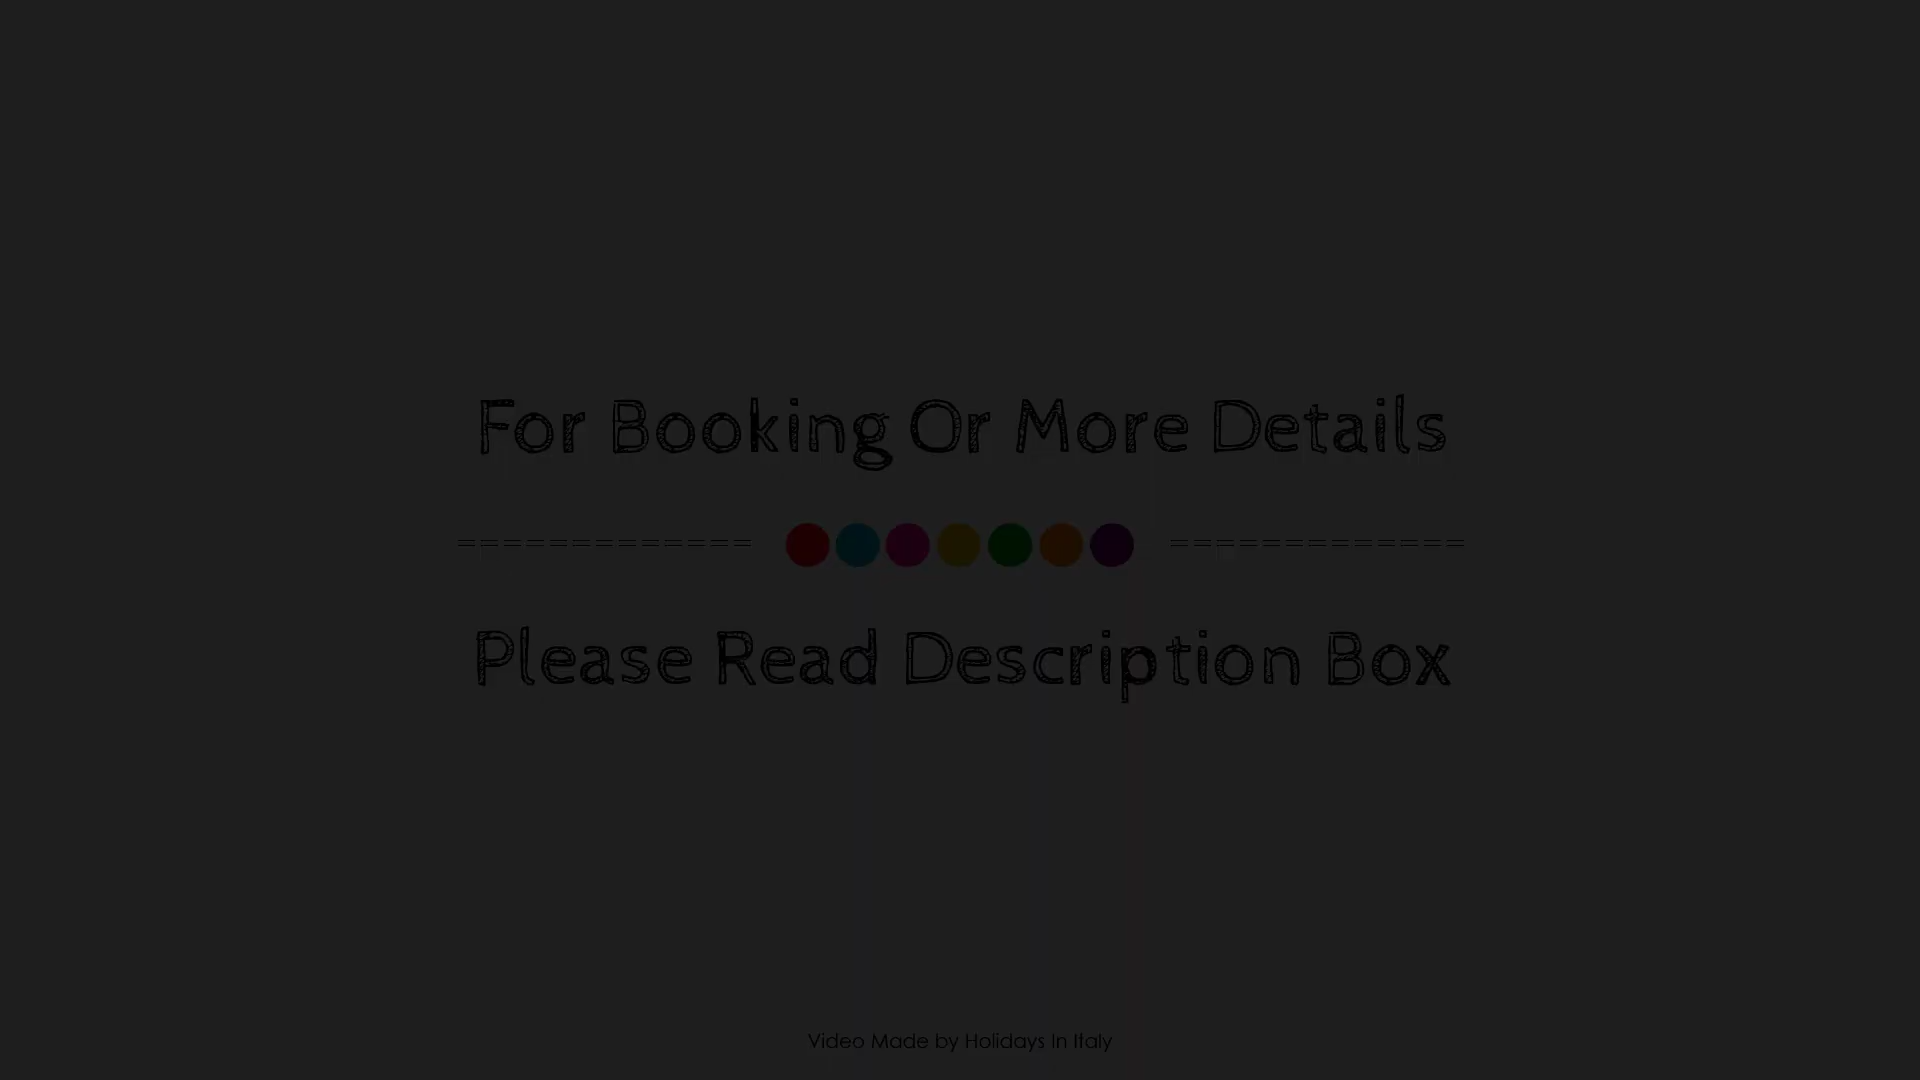 For Booking Or More Details
============= =============
Please Read Description Box
Video Made by Holidays In Italy